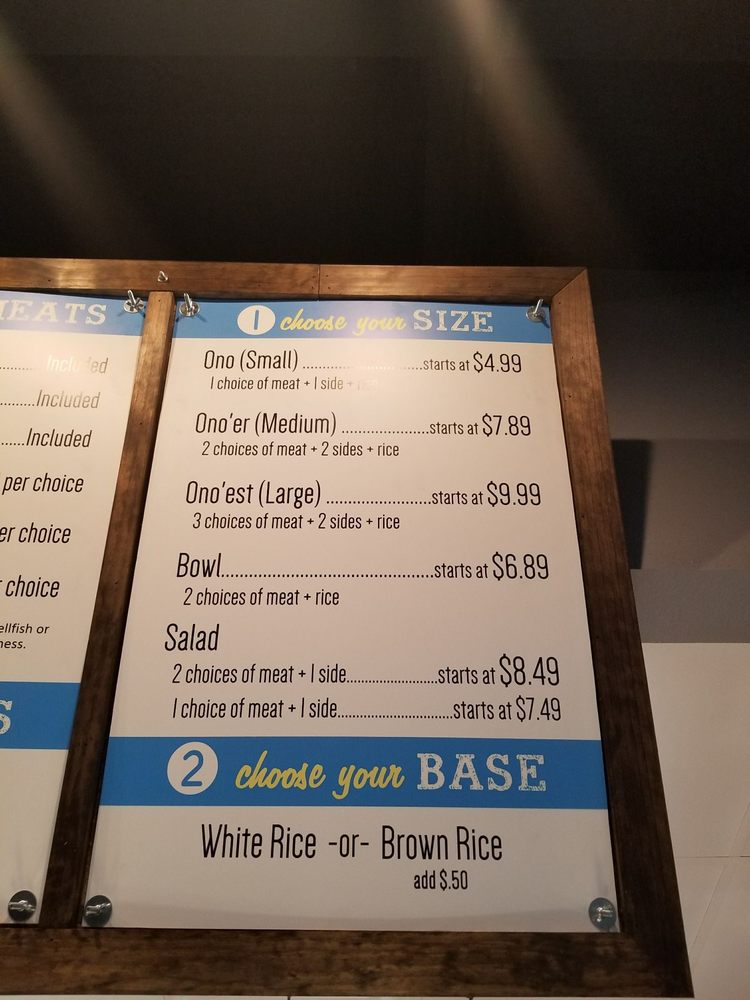 MEATS
Included
Included
Included
per choice
er choice
choice
ellfish or
ness.
S
1 choose your SIZE
Ono (Small) starts at $4.99
1 choice of meat + 1 side +
Ono'er (Medium) starts at $7.89
2 choices of meat + 2 sides + rice
Ono'est (Large) starts at $9.99
3 choices of meat + 2 sides + rice
Bowl starts at $6.89
2 choices of meat + rice
Salad
2 choices of meat + 1 side starts at $8.49
1 choice of meat + 1 side starts at $7.49
2 choose your BASE
White Rice -or- Brown Rice
add $.50